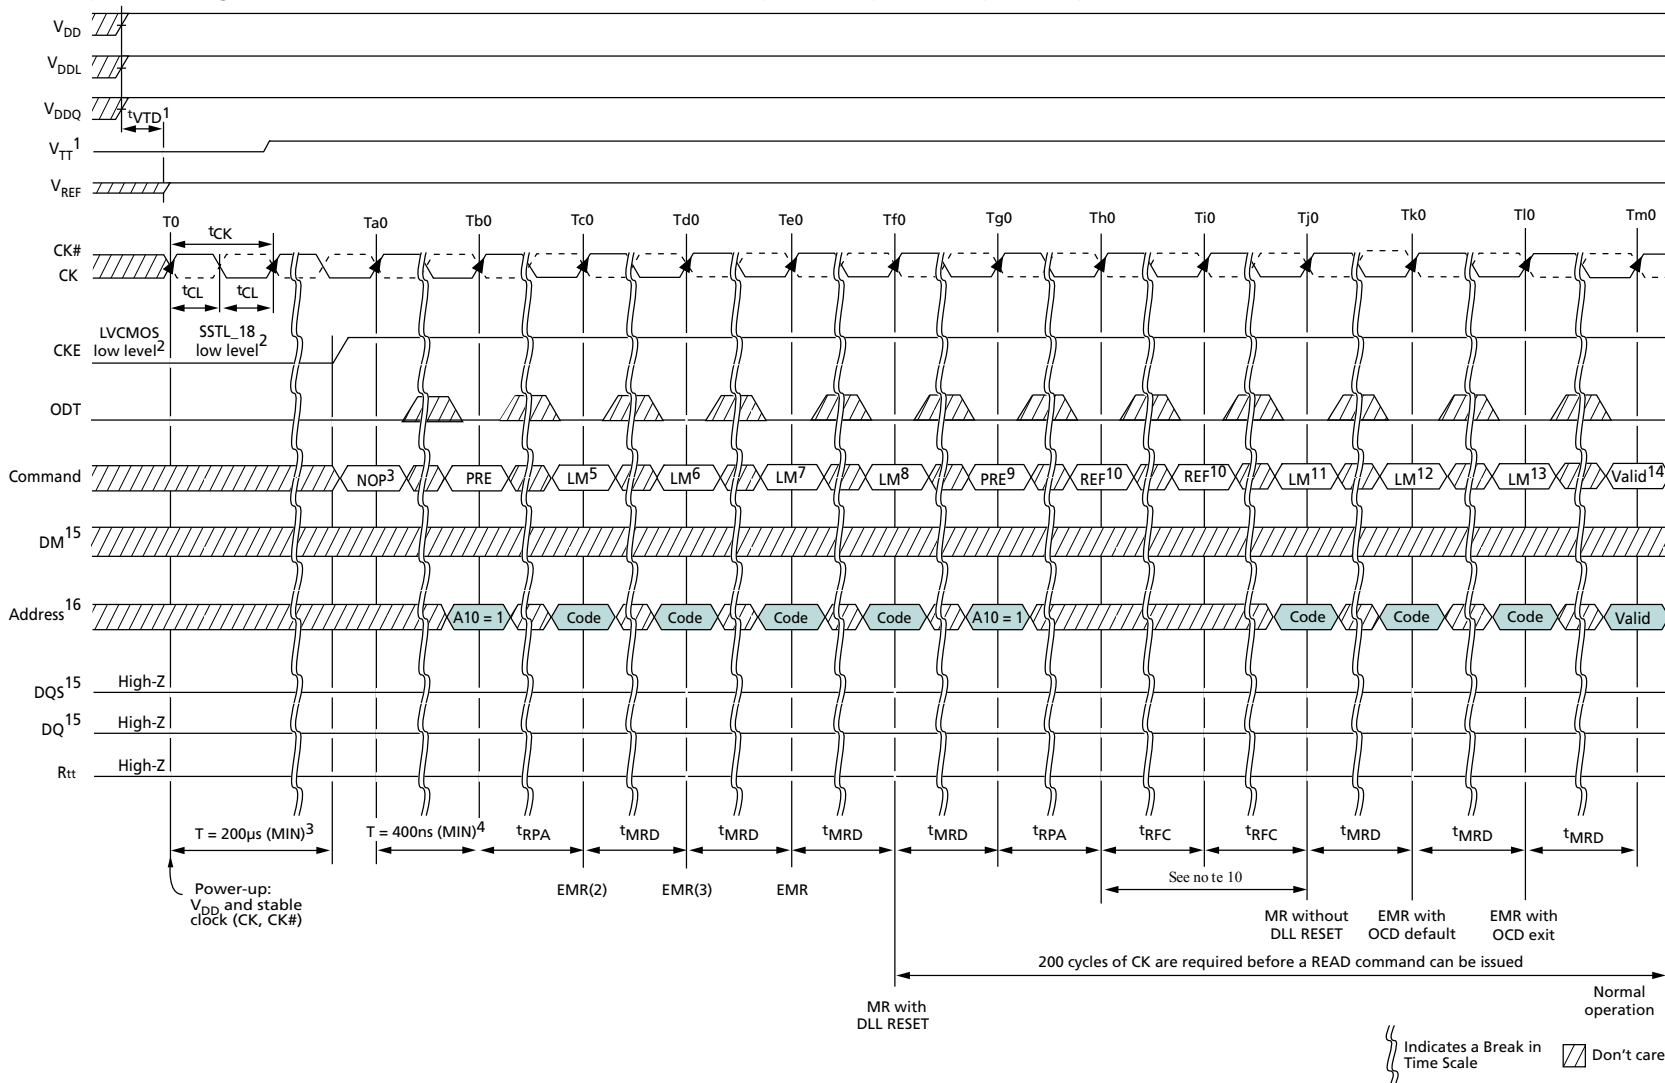 VDD
VDDL
VDDQ
tVTD1
VTT1
VREF
T0 Ta0 Tb0 Tc0 Td0 Te0 Tf0 Tg0 Th0 Ti0 Tj0 Tk0 Tl0 Tm0
tCK
CK#
CK
tCL tCL
LVCMOS low level2
SSTL_18 low level2
CKE
ODT
Command NOP3 PRE LM5 LM6 LM7 LM8 PRE9 REF10 REF10 LM11 LM12 LM13 Valid14
DM15
Address16 A10 = 1 Code Code Code Code A10 = 1 Code Code Code Valid
DQS15 High-Z
DQ15 High-Z
Rtt High-Z
T = 200µs (MIN)3 T = 400ns (MIN)4 tRPA tMRD tMRD tMRD tMRD tRPA tRFC tRFC tMRD tMRD tMRD
See note 10
Power-up:
VDD and stable
clock (CK, CK#)
EMR(2) EMR(3) EMR
MR without
DLL RESET
EMR with
OCD default
EMR with
OCD exit
200 cycles of CK are required before a READ command can be issued
MR with
DLL RESET
Normal
operation
Indicates a Break in
Time Scale
Don't care